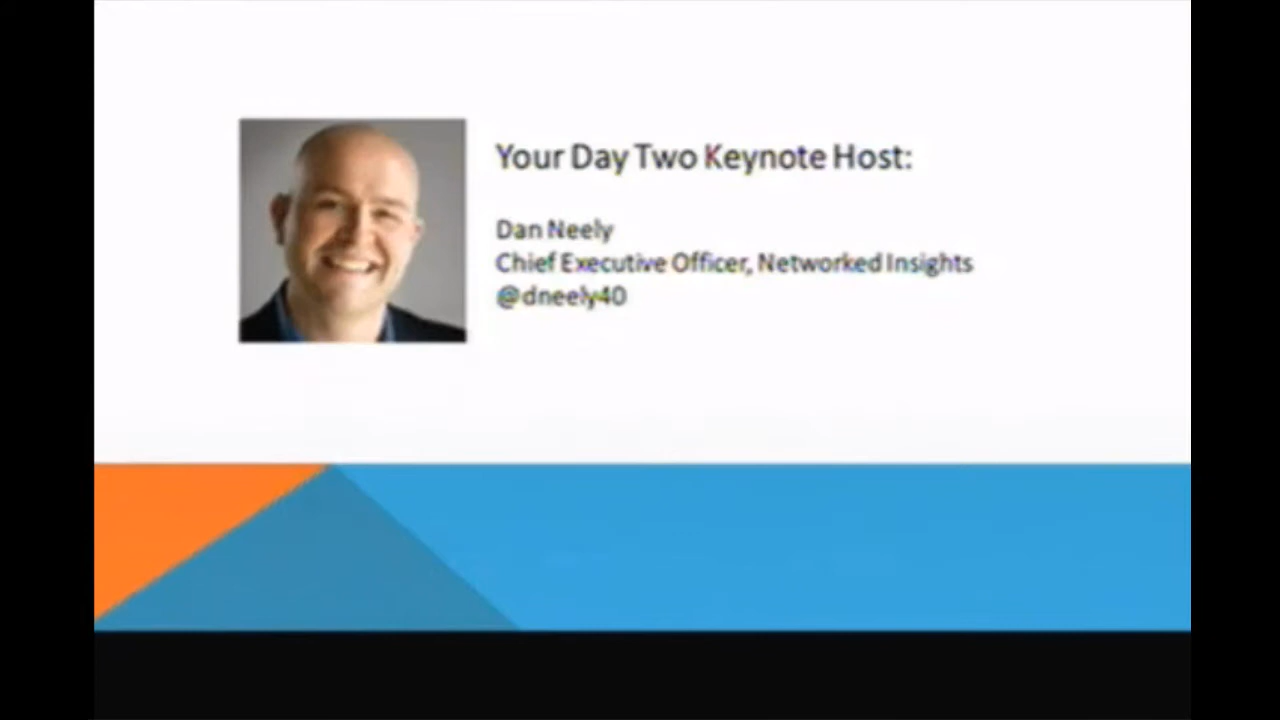 Your Day Two Keynote Host:
Dan Neely
Chief Executive Officer, Networked Insights
@dneely40